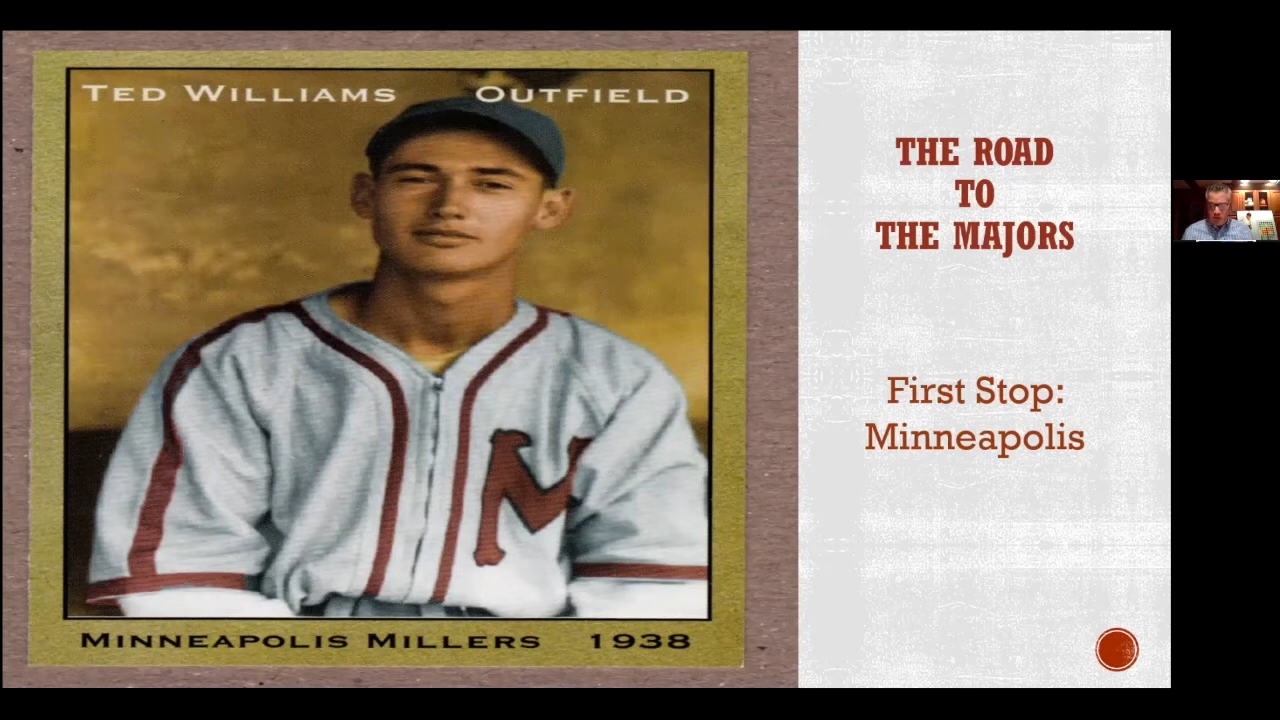 TED WILLIAMS OUTFIELD
M
MINNEAPOLIS MILLERS 1938
THE ROAD
TO
THE MAJORS
First Stop:
Minneapolis